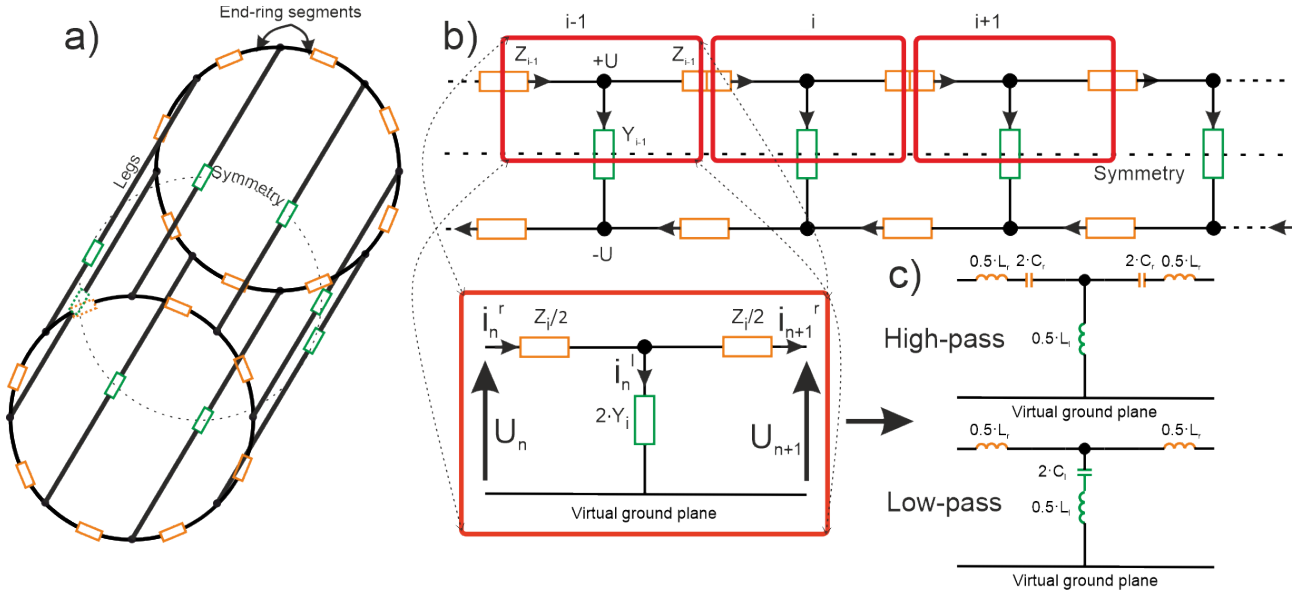 a)
End-ring segments
Legs
Symmetry
b)
i-1
i
i+1
Z_{i-1}
+U
Z_{i-1}
Y_{i-1}
Symmetry
-U
i_n^r
Z_i/2
Z_i/2
i_{n+1}^r
i_n^l
2·Y_i
U_n
U_{n+1}
Virtual ground plane
c)
0.5·L_r
2·C_r
2·C_r
0.5·L_r
High-pass
0.5·L_l
Virtual ground plane
0.5·L_r
0.5·L_r
2·C_l
Low-pass
0.5·L_l
Virtual ground plane